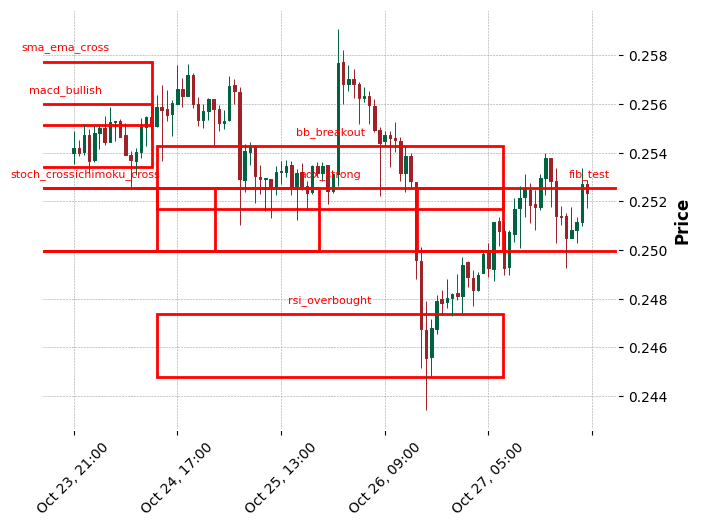 sma_ema_cross
macd_bullish
bb_breakout
stoch_cross
ichimoku_cross
fib_test
rsi_overbought
0.258
0.256
0.254
0.252
0.250
0.248
0.246
0.244
Price
Oct 23, 21:00
Oct 24, 17:00
Oct 25, 13:00
Oct 26, 09:00
Oct 27, 05:00